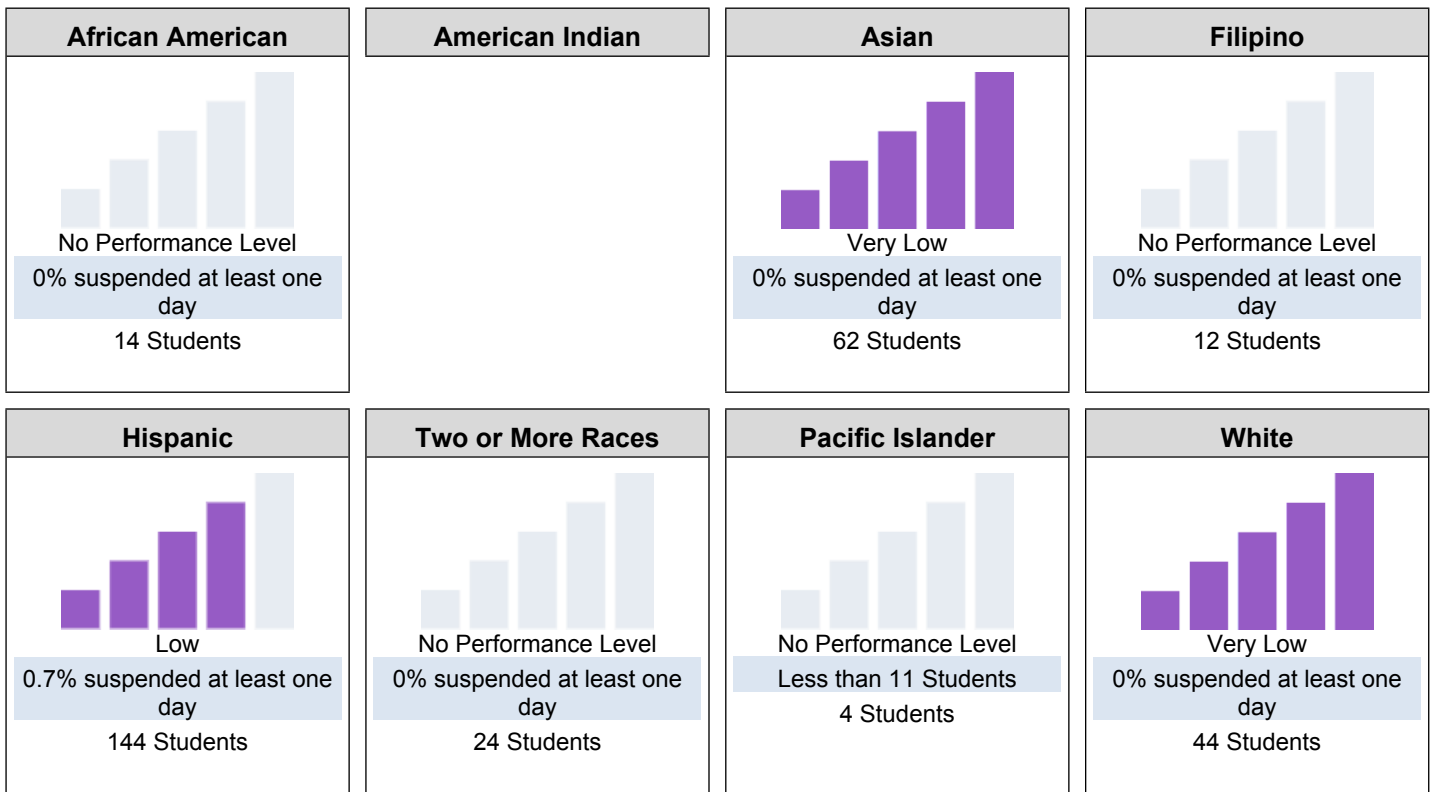 African American
No Performance Level
0% suspended at least one
day
14 Students
American Indian
Asian
Very Low
0% suspended at least one
day
62 Students
Filipino
No Performance Level
0% suspended at least one
day
12 Students
Hispanic
Low
0.7% suspended at least one
day
144 Students
Two or More Races
No Performance Level
0% suspended at least one
day
24 Students
Pacific Islander
No Performance Level
Less than 11 Students
4 Students
White
Very Low
0% suspended at least one
day
44 Students